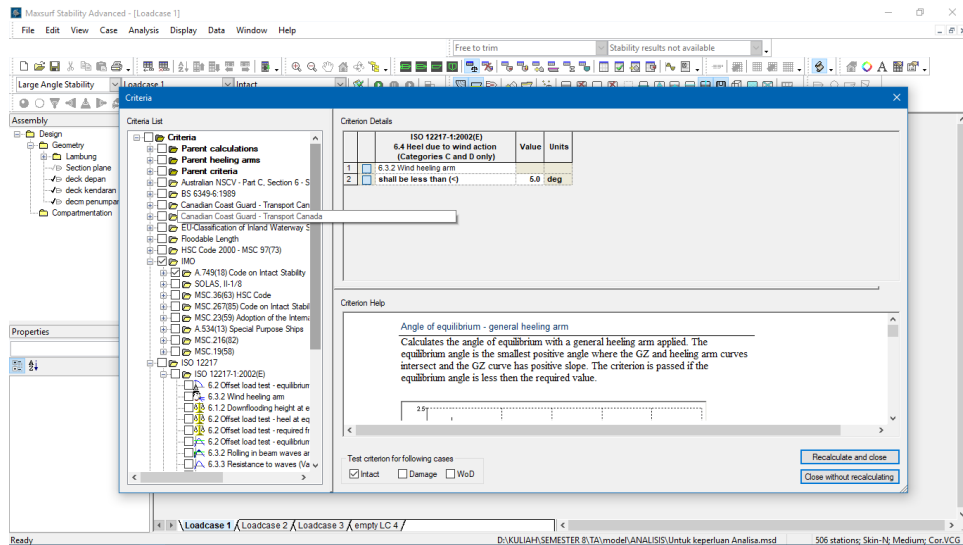 Maxsurf Stability Advanced - [Loadcase 1]
File Edit View Case Analysis Display Data Window Help
Free to trim
Stability results not available
Large Angle Stability
Loadcase 1
Intact
Assembly
Design
Geometry
Lambung
Section plane
deck depan
deck kendaran
decm penumpar
Compartmentation
Properties
Criteria
Criteria List
Criteria
Parent calculations
Parent heeling arms
Parent criteria
Australian NSCV - Part C, Section 6 - S
BS 6349-6:1989
Canadian Coast Guard - Transport Can
Canadian Coast Guard - Transport Canada
EU-Classification of Inland Waterway S
Floodable Length
HSC Code 2000 - MSC 97(73)
IMO
A.749(18) Code on Intact Stability
SOLAS, II-1/8
MSC.36(63) HSC Code
MSC.267(85) Code on Intact Stabil
MSC.23(59) Adoption of the Interna
A.534(13) Special Purpose Ships
MSC.216(82)
MSC.19(58)
ISO 12217
ISO 12217-1:2002(E)
6.2 Offset load test - equilibrium
6.3.2 Wind heeling arm
6.1.2 Downflooding height at e
6.2 Offset load test - heel at eq
6.2 Offset load test - required fr
6.2 Offset load test - equilibrium
6.3.2 Rolling in beam waves ar
6.3.3 Resistance to waves (Va
Criterion Details
ISO 12217-1:2002(E)
6.4 Heel due to wind action
(Categories C and D only)
Value Units
1 6.3.2 Wind heeling arm
2 shall be less than (<) 5.0 deg
Criterion Help
Angle of equilibrium - general heeling arm
Calculates the angle of equilibrium with a general heeling arm applied. The
equilibrium angle is the smallest positive angle where the GZ and heeling arm curves
intersect and the GZ curve has positive slope. The criterion is passed if the
equilibrium angle is less then the required value.
2.5
Test criterion for following cases
Intact Damage WoD
Recalculate and close
Close without recalculating
Loadcase 1 Loadcase 2 Loadcase 3 empty LC 4
Ready
D:\KULIAH\SEMESTER 8\TA\model\ANALISIS\Untuk keperluan Analisa.msd
506 stations; Skin-N; Medium; Cor.VCG